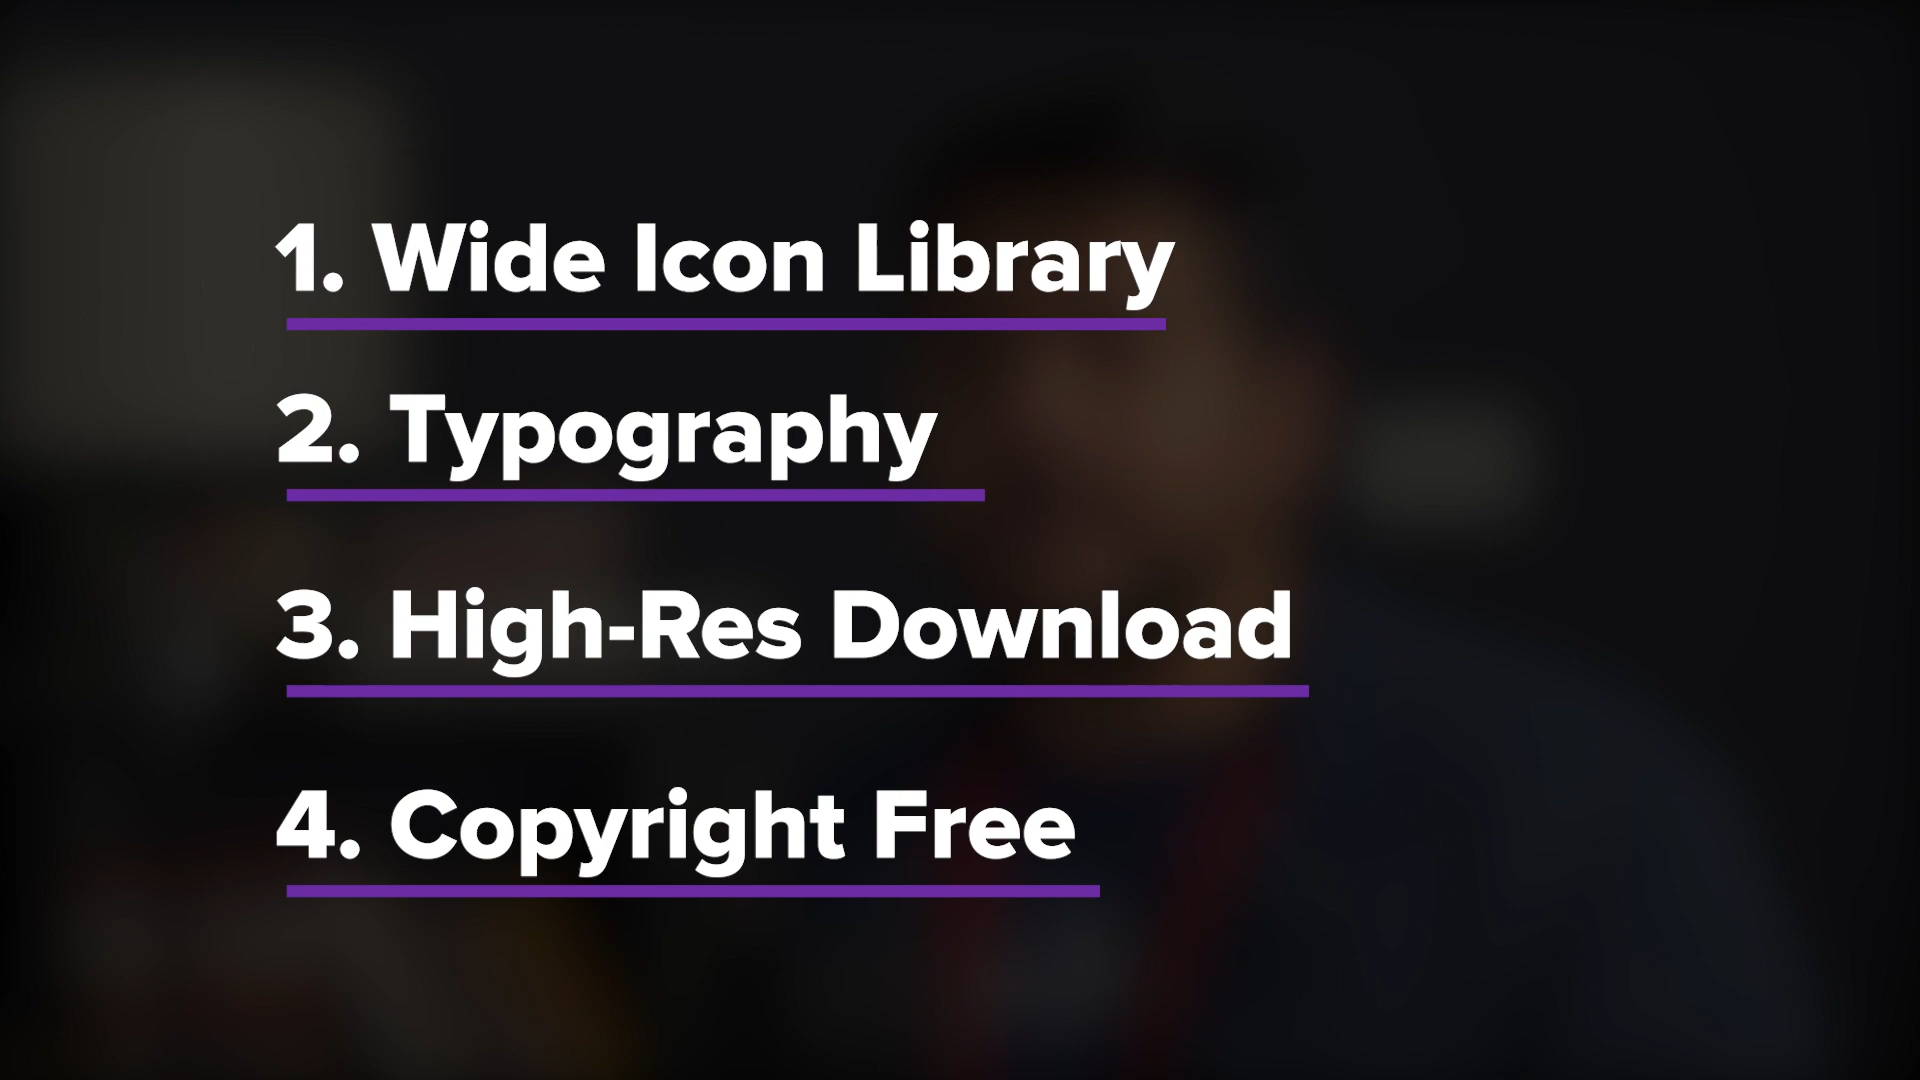 1. Wide Icon Library
2. Typography
3. High-Res Download
4. Copyright Free